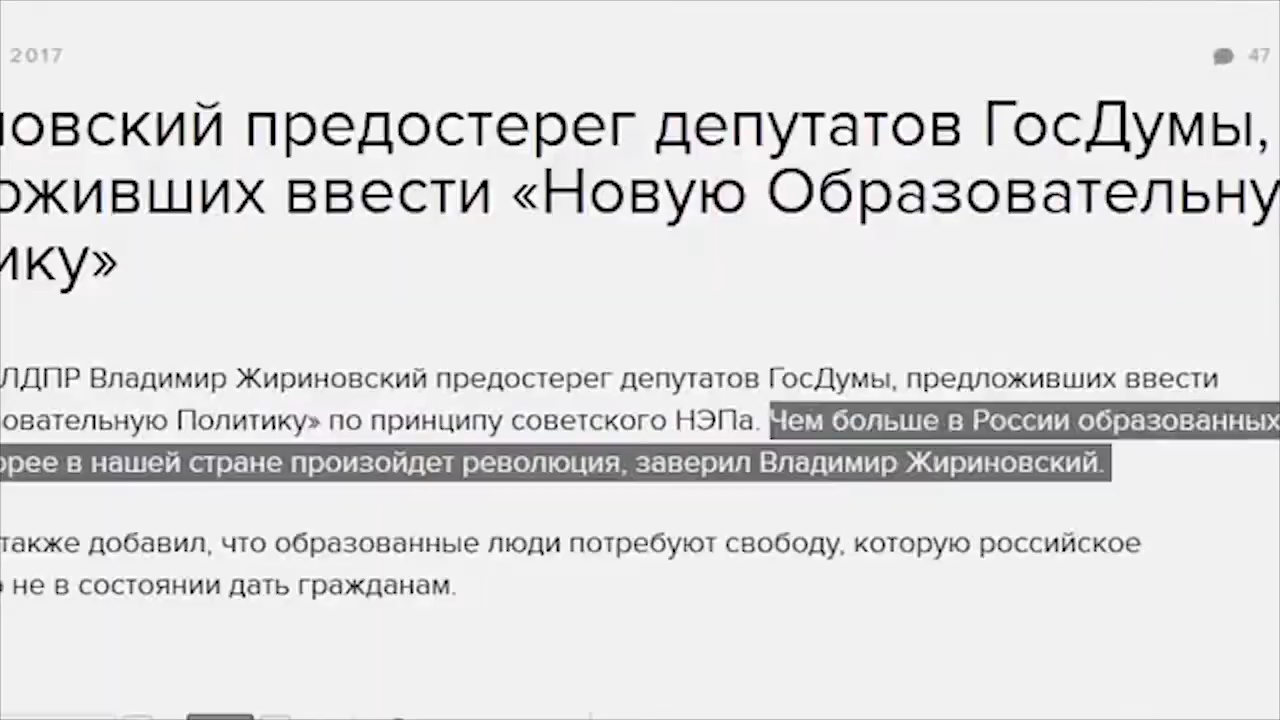 2017
47
овский предостерег депутатов ГосДумы,
оживших ввести «Новую Образовательну
ику»
ЛДПР Владимир Жириновский предостерег депутатов ГосДумы, предложивших ввести
овательную Политику» по принципу советского НЭПа. Чем больше в России образованных
орее в нашей стране произойдет революция, заверил Владимир Жириновский.
также добавил, что образованные люди потребуют свободу, которую российское
не в состоянии дать гражданам.